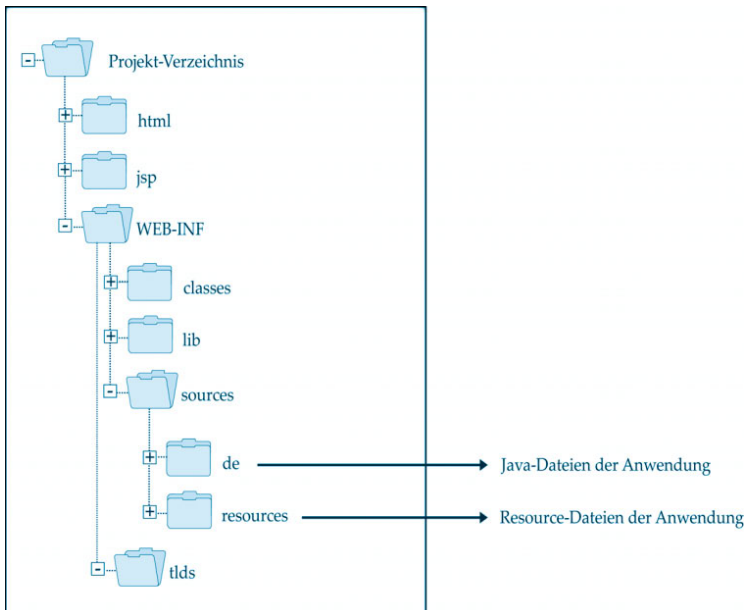 Projekt-Verzeichnis
html
jsp
WEB-INF
classes
lib
sources
de
Java-Dateien der Anwendung
resources
Resource-Dateien der Anwendung
tlds